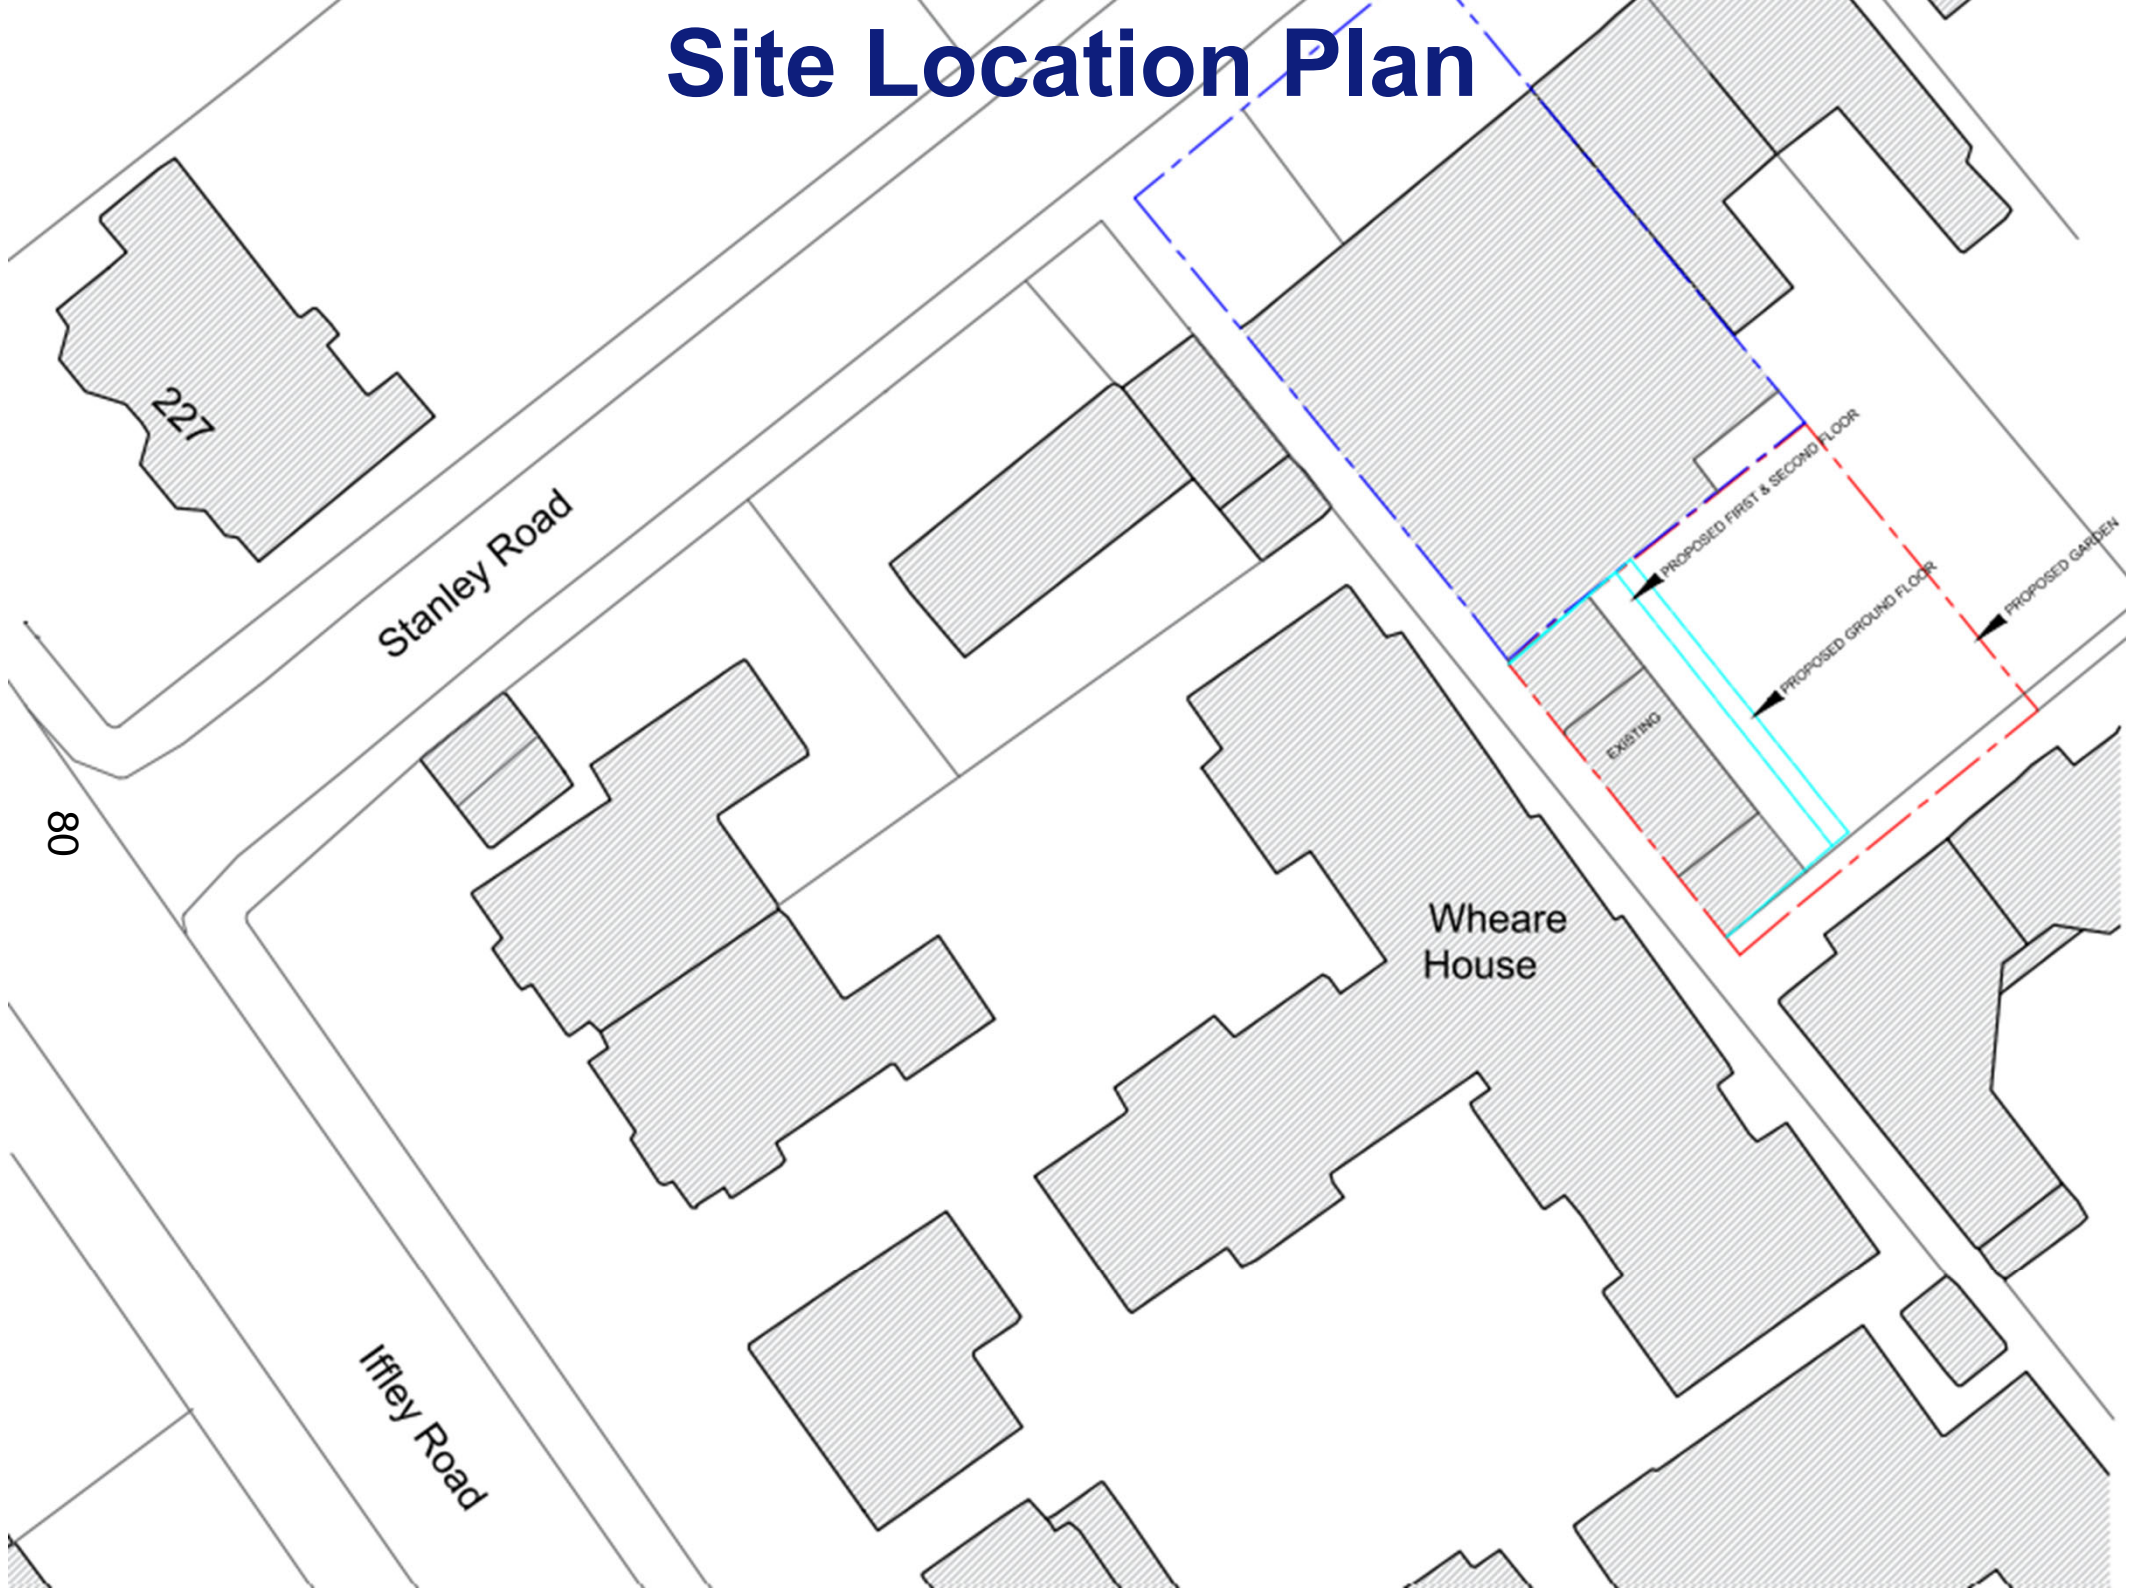 Site Location Plan
227
Stanley Road
PROPOSED FIRST & SECOND FLOOR
PROPOSED GARDEN
PROPOSED GROUND FLOOR
EXISTING
80
Wheare
House
Iffley Road